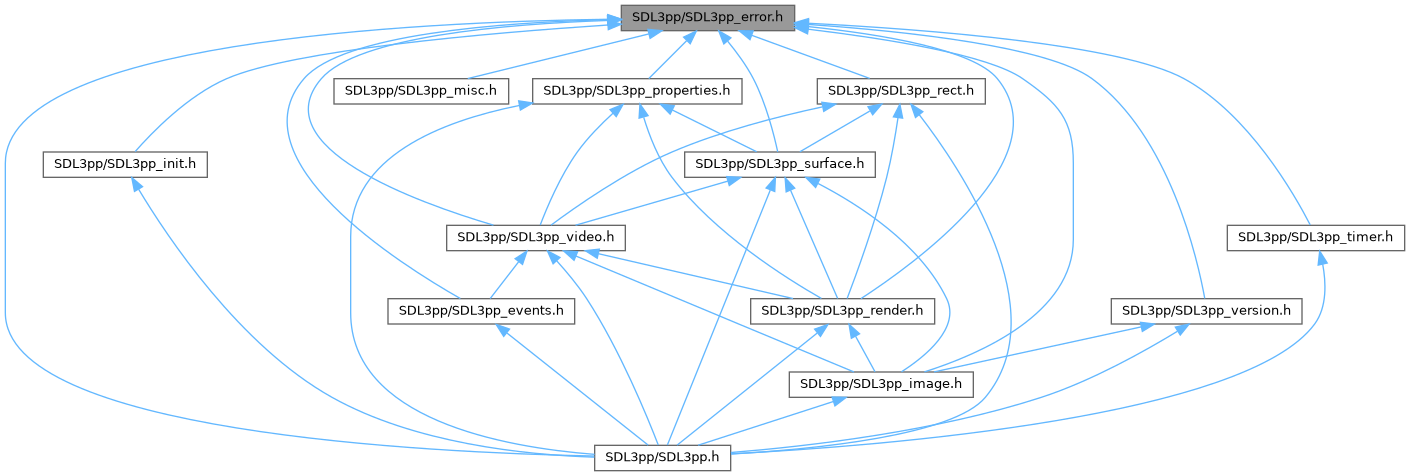 SDL3pp/SDL3pp_error.h
SDL3pp/SDL3pp_misc.h
SDL3pp/SDL3pp_properties.h
SDL3pp/SDL3pp_rect.h
SDL3pp/SDL3pp_init.h
SDL3pp/SDL3pp_surface.h
SDL3pp/SDL3pp_video.h
SDL3pp/SDL3pp_timer.h
SDL3pp/SDL3pp_events.h
SDL3pp/SDL3pp_render.h
SDL3pp/SDL3pp_version.h
SDL3pp/SDL3pp_image.h
SDL3pp/SDL3pp.h